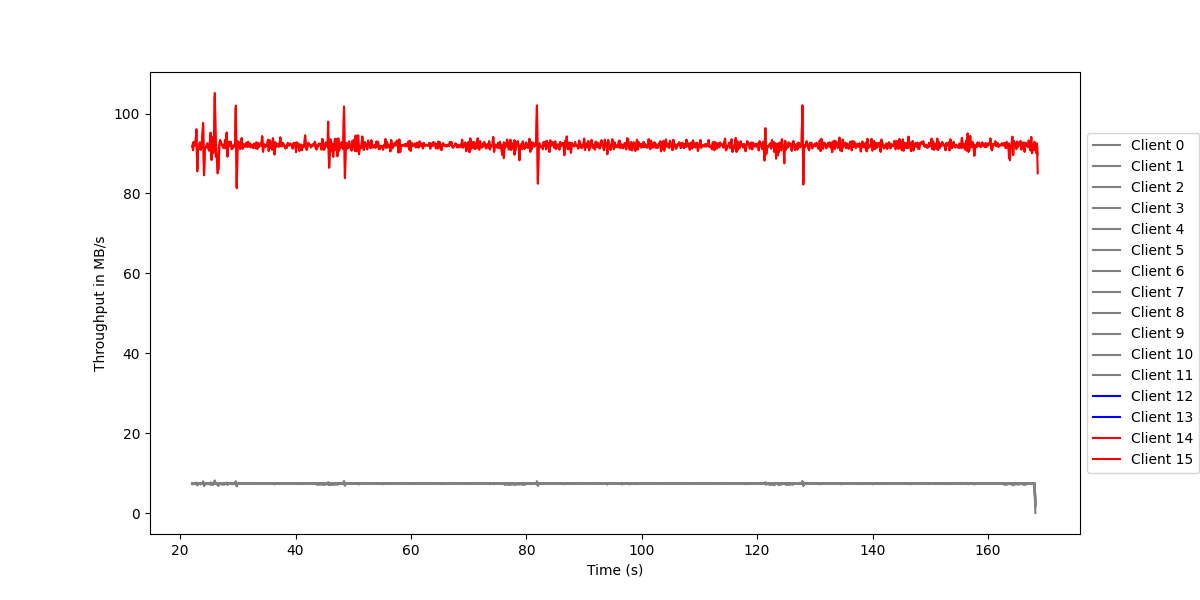 100
80
60
40
20
0
Throughput in MB/s
20 40 60 80 100 120 140 160
Time (s)
Client 0
Client 1
Client 2
Client 3
Client 4
Client 5
Client 6
Client 7
Client 8
Client 9
Client 10
Client 11
Client 12
Client 13
Client 14
Client 15